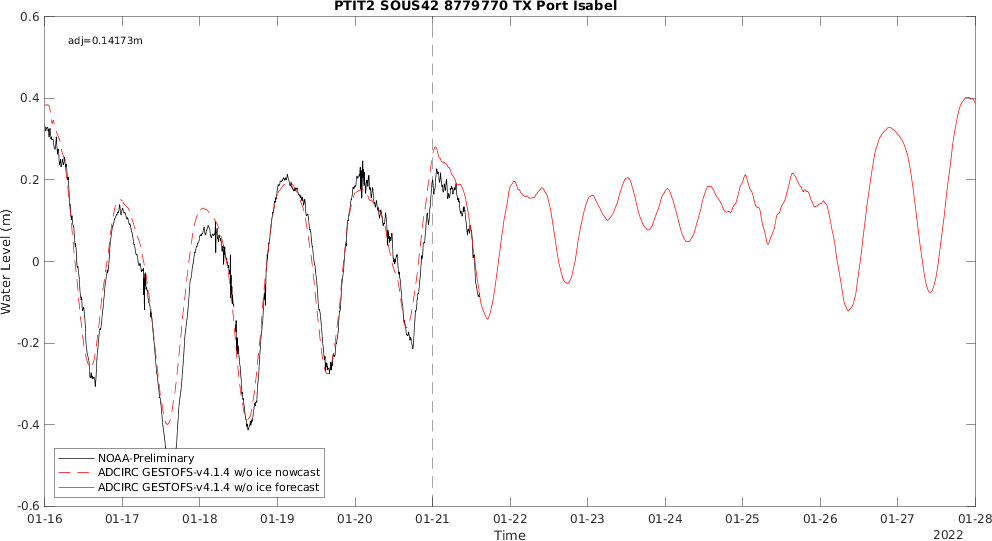 PTIT2 SOUS42 8779770 TX Port Isabel
adj=0.14173m
0.6
0.4
0.2
0
-0.2
-0.4
-0.6
Water Level (m)
NOAA-Preliminary
ADCIRC GESTOFS-v4.1.4 w/o ice nowcast
ADCIRC GESTOFS-v4.1.4 w/o ice forecast
01-16 01-17 01-18 01-19 01-20 01-21 01-22 01-23 01-24 01-25 01-26 01-27 01-28
Time
2022